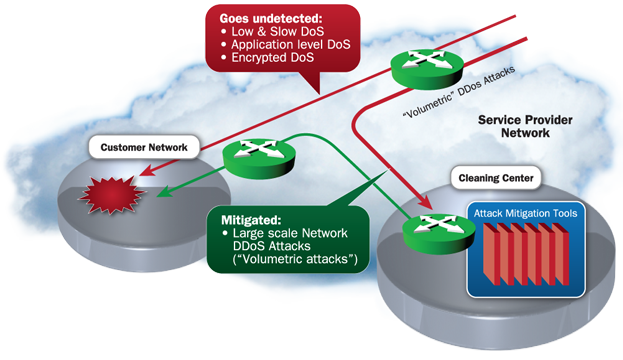 Goes undetected:
• Low & Slow DoS
• Application level DoS
• Encrypted DoS
"Volumetric" DDos Attacks
Service Provider
Network
Customer Network
Cleaning Center
Attack Mitigation Tools
Mitigated:
• Large scale Network
DDoS Attacks
("Volumetric attacks")